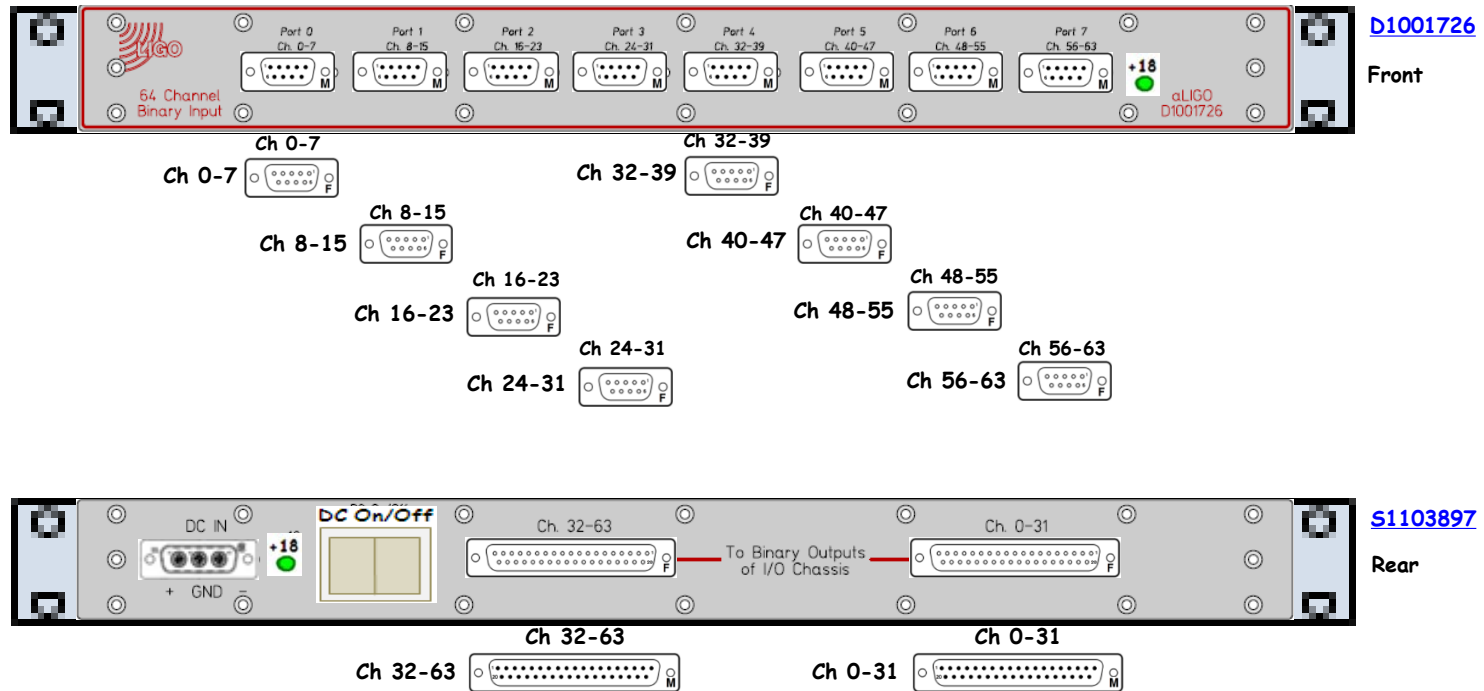 LIGO
64 Channel
Binary Input
Port 0
Ch. 0-7
M
Port 1
Ch. 8-15
M
Port 2
Ch. 16-23
M
Port 3
Ch. 24-31
M
Port 4
Ch. 32-39
M
Port 5
Ch. 40-47
M
Port 6
Ch. 48-55
M
Port 7
Ch. 56-63
M
+18
aLIGO
D1001726
D1001726
Front
Ch 0-7
Ch 0-7
F
Ch 32-39
Ch 32-39
F
Ch 8-15
Ch 8-15
F
Ch 40-47
Ch 40-47
F
Ch 16-23
Ch 16-23
F
Ch 48-55
Ch 48-55
F
Ch 24-31
Ch 24-31
F
Ch 56-63
Ch 56-63
F
DC IN
+ GND -
+18
DC On/Off
Ch. 32-63
F
To Binary Outputs
of I/O Chassis
Ch. 0-31
F
S1103897
Rear
Ch 32-63
Ch 32-63
M
Ch 0-31
Ch 0-31
M